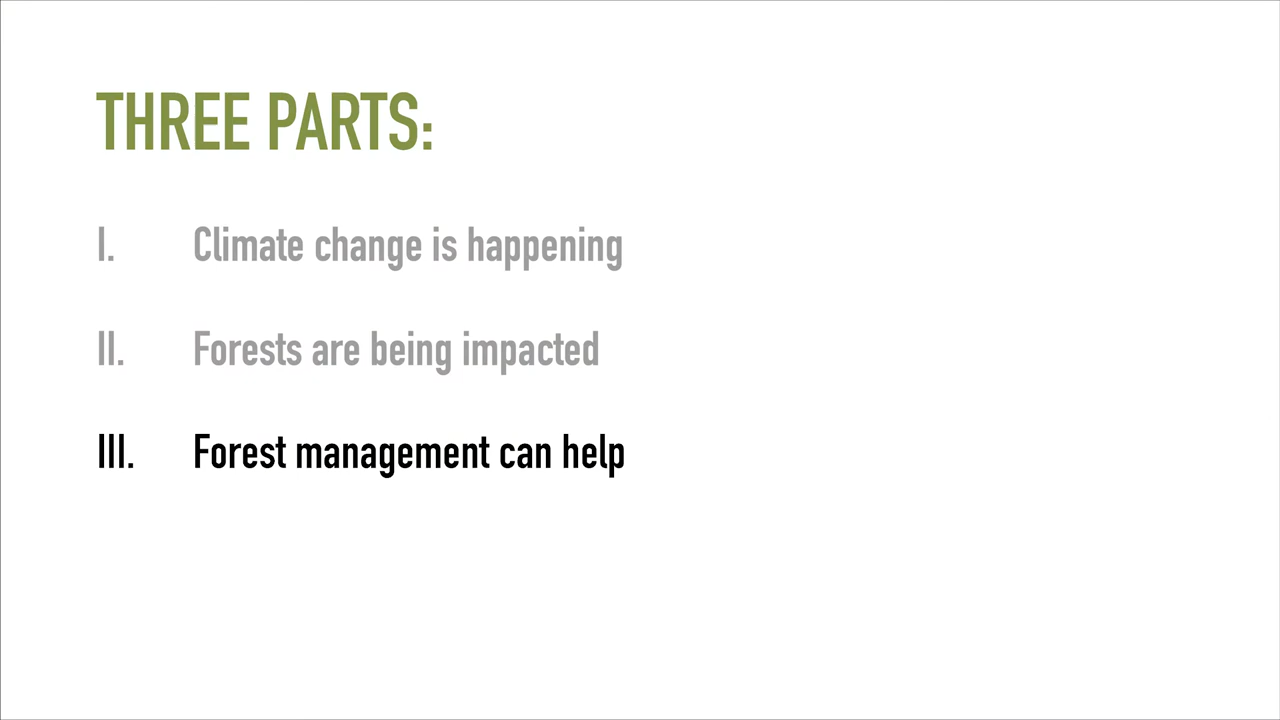 THREE PARTS:
I. Climate change is happening
II. Forests are being impacted
III. Forest management can help